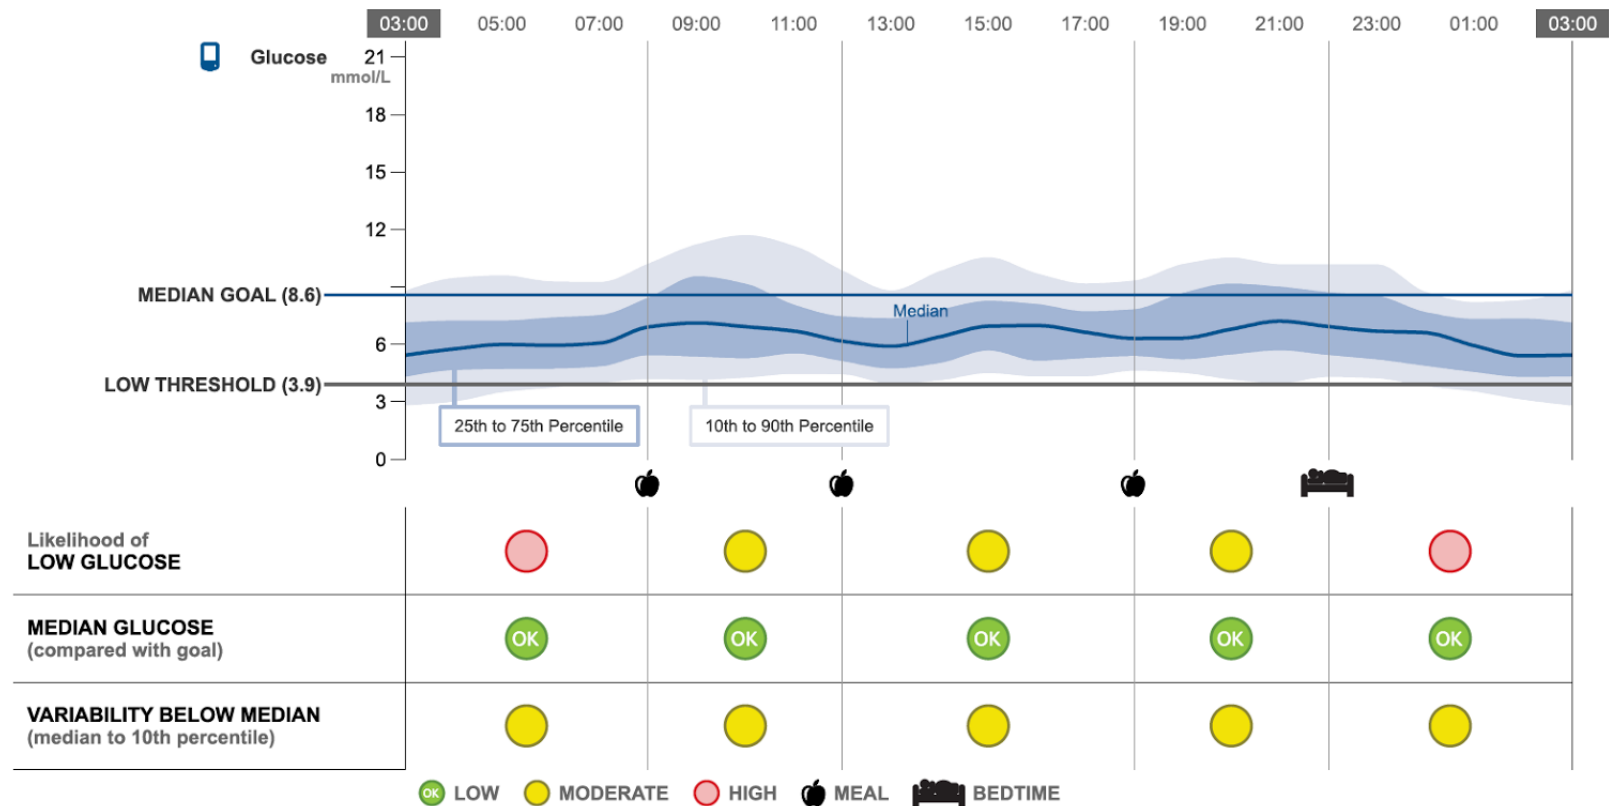 03:00 05:00 07:00 09:00 11:00 13:00 15:00 17:00 19:00 21:00 23:00 01:00 03:00
Glucose 21
mmol/L
18
15
12
MEDIAN GOAL (8.6)
Median
6
LOW THRESHOLD (3.9)
3
25th to 75th Percentile 10th to 90th Percentile
0
Likelihood of
LOW GLUCOSE
MEDIAN GLUCOSE OK OK OK OK OK
(compared with goal)
VARIABILITY BELOW MEDIAN
(median to 10th percentile)
OK LOW MODERATE HIGH MEAL BEDTIME